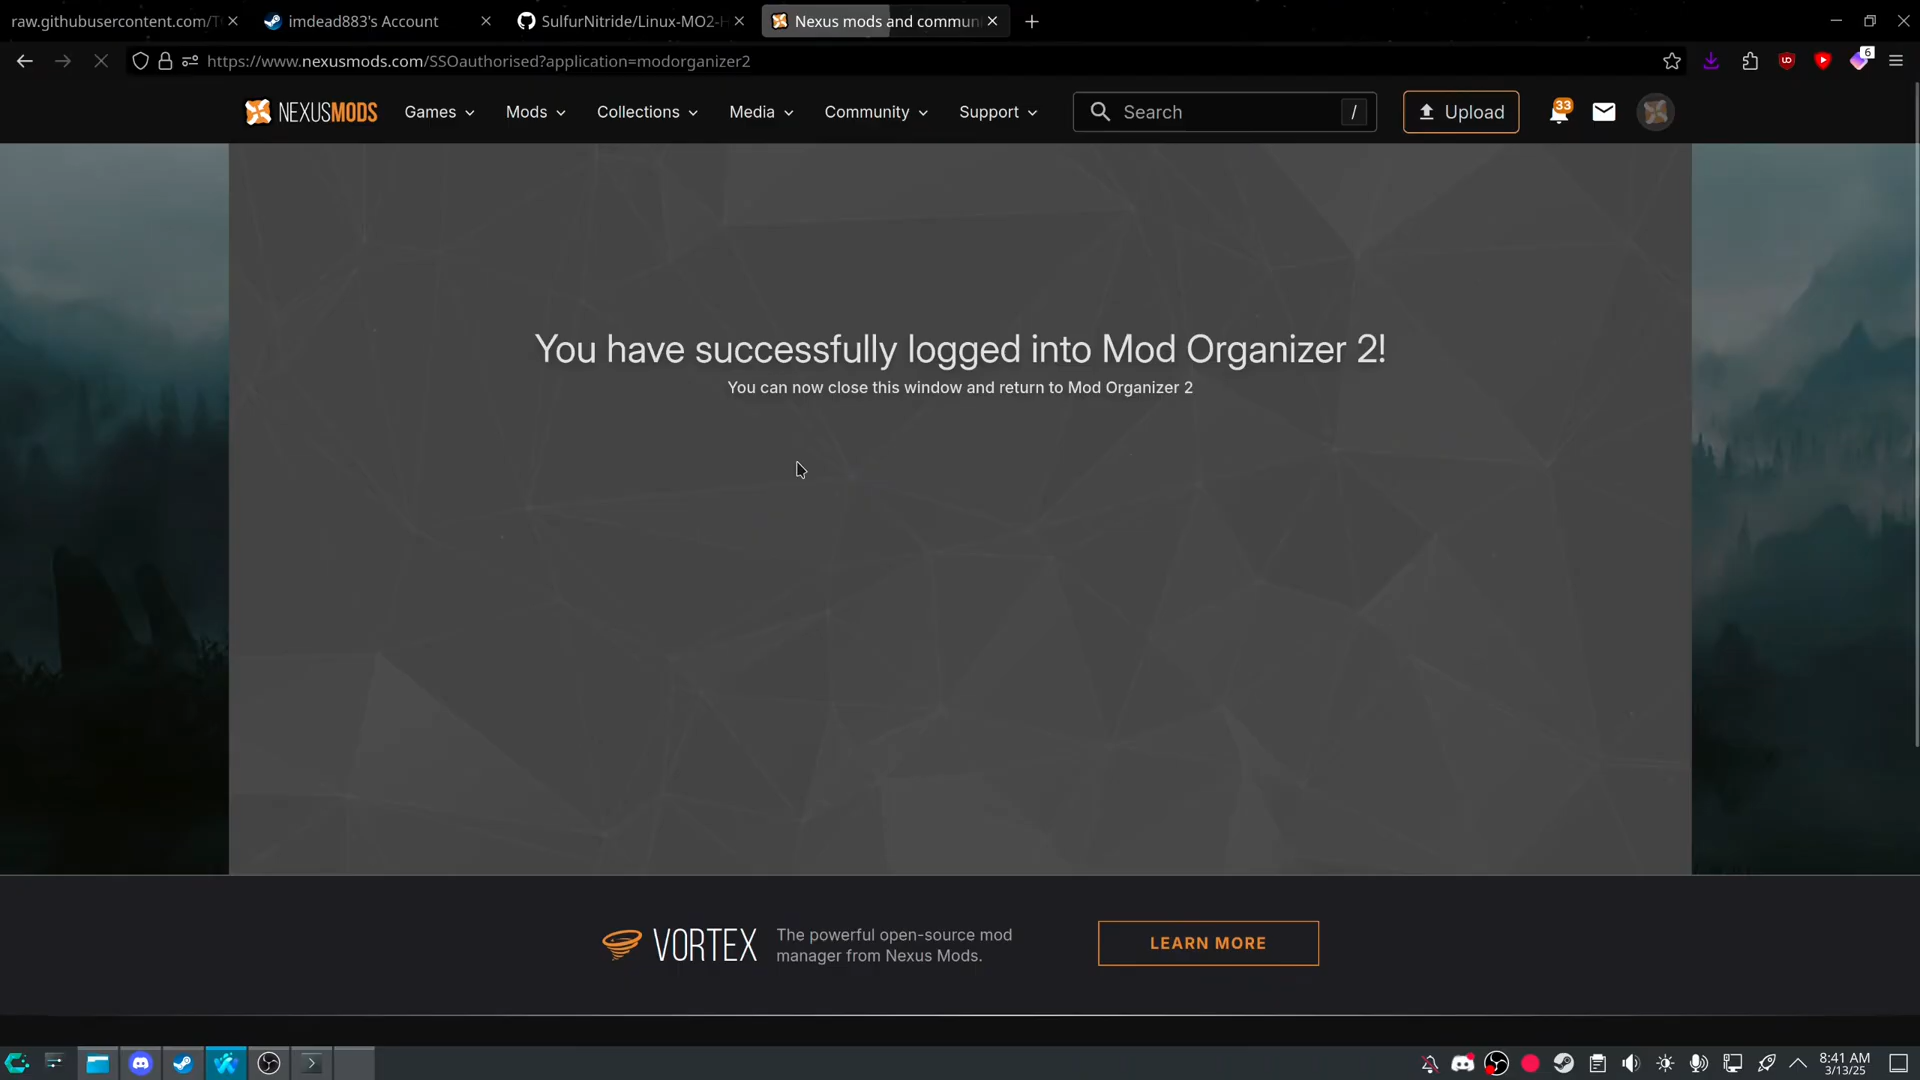 raw.githubusercontent.com/T
imdead883's Account
SulfurNitride/Linux-MO2-H
Nexus mods and commun
https://www.nexusmods.com/SSOauthorised?application=modorganizer2
6
NEXUSMODS
Games
Mods
Collections
Media
Community
Support
Search
/
Upload
33
You have successfully logged into Mod Organizer 2!
You can now close this window and return to Mod Organizer 2
VORTEX
The powerful open-source mod
manager from Nexus Mods.
LEARN MORE
8:41 AM
3/13/25